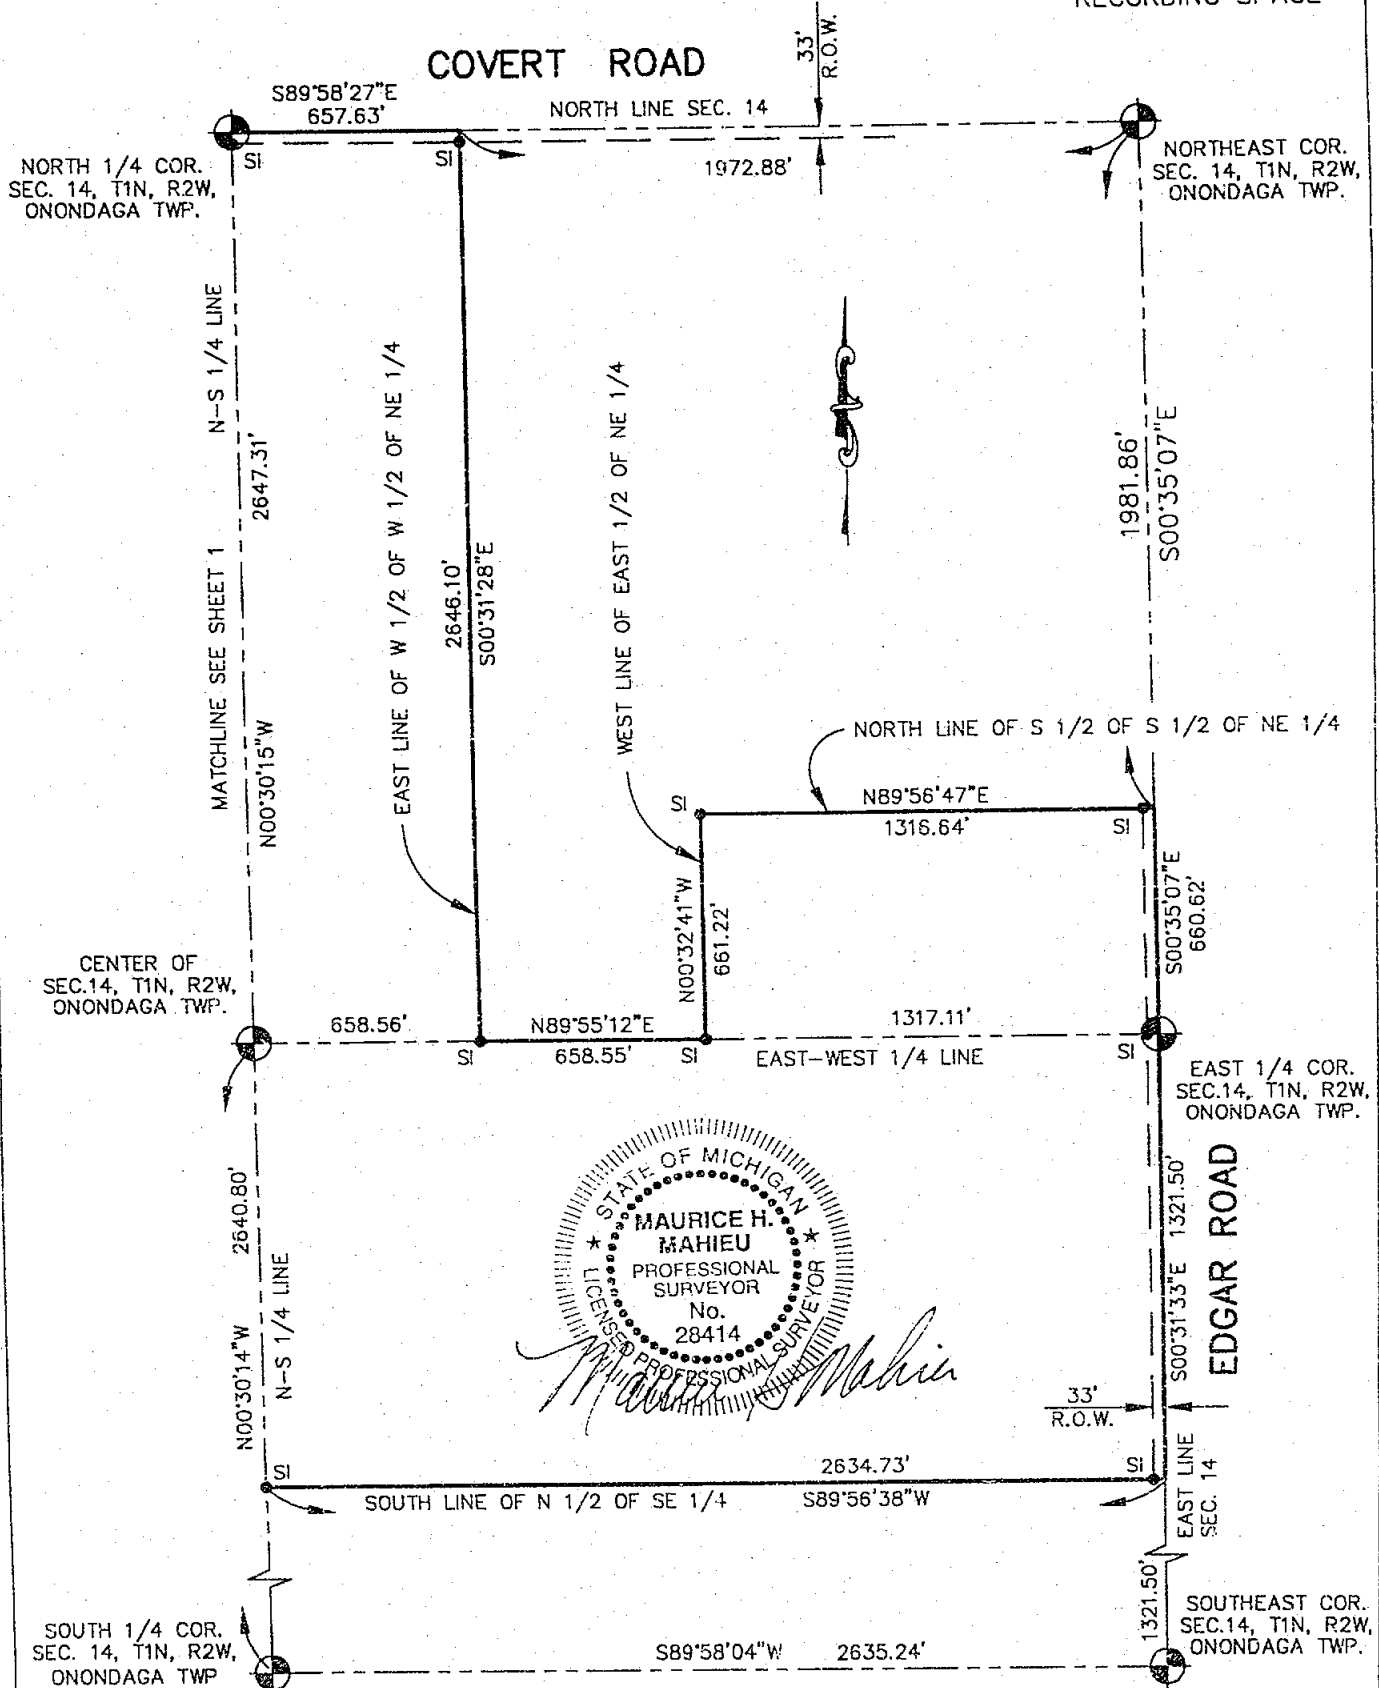 RECORDING SPACE
33'
R.O.W.
COVERT ROAD
S89°58'27"E
657.63'
NORTH LINE SEC. 14
1972.88'
NORTH 1/4 COR.
SEC. 14, T1N, R2W,
ONONDAGA TWP.
SI
SI
NORTHEAST COR.
SEC. 14, T1N, R2W,
ONONDAGA TWP.
N-S 1/4 LINE
2647.31'
MATCHLINE SEE SHEET 1
N00°30'15"W
EAST LINE OF W 1/2 OF W 1/2 OF NE 1/4
2646.10'
S00°31'28"E
WEST LINE OF EAST 1/2 OF NE 1/4
1981.86'
S00°35'07"E
NORTH LINE OF S 1/2 OF S 1/2 OF NE 1/4
SI
N89°56'47"E
1316.64'
SI
N00°32'41"W
661.22'
S00°35'07"E
660.62'
CENTER OF
SEC.14, T1N, R2W,
ONONDAGA TWP.
658.56'
SI
N89°55'12"E
658.55'
SI
1317.11'
EAST-WEST 1/4 LINE
SI
EAST 1/4 COR.
SEC.14, T1N, R2W,
ONONDAGA TWP.
2640.80'
N00°30'14"W
N-S 1/4 LINE
STATE OF MICHIGAN
MAURICE H.
MAHIEU
PROFESSIONAL
SURVEYOR
No.
28414
LICENSED PROFESSIONAL SURVEYOR
S00°31'33"E 1321.50'
EDGAR ROAD
33'
R.O.W.
SI
2634.73'
SI
SOUTH LINE OF N 1/2 OF SE 1/4
S89°56'38"W
EAST LINE
SEC. 14
1321.50'
SOUTH 1/4 COR.
SEC. 14, T1N, R2W,
ONONDAGA TWP
S89°58'04"W 2635.24'
SOUTHEAST COR.
SEC.14, T1N, R2W,
ONONDAGA TWP.